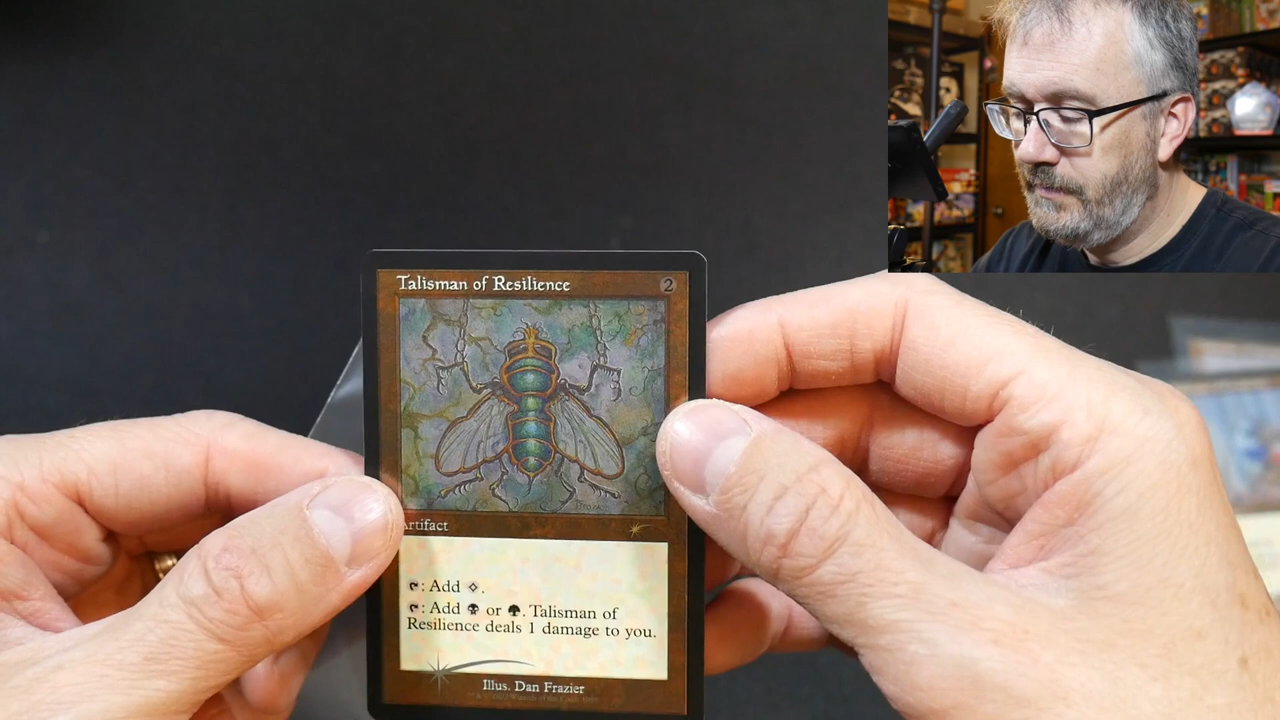 Talisman of Resilience 2
Artifact
: Add .
: Add or . Talisman of
Resilience deals 1 damage to you.
Illus. Dan Frazier